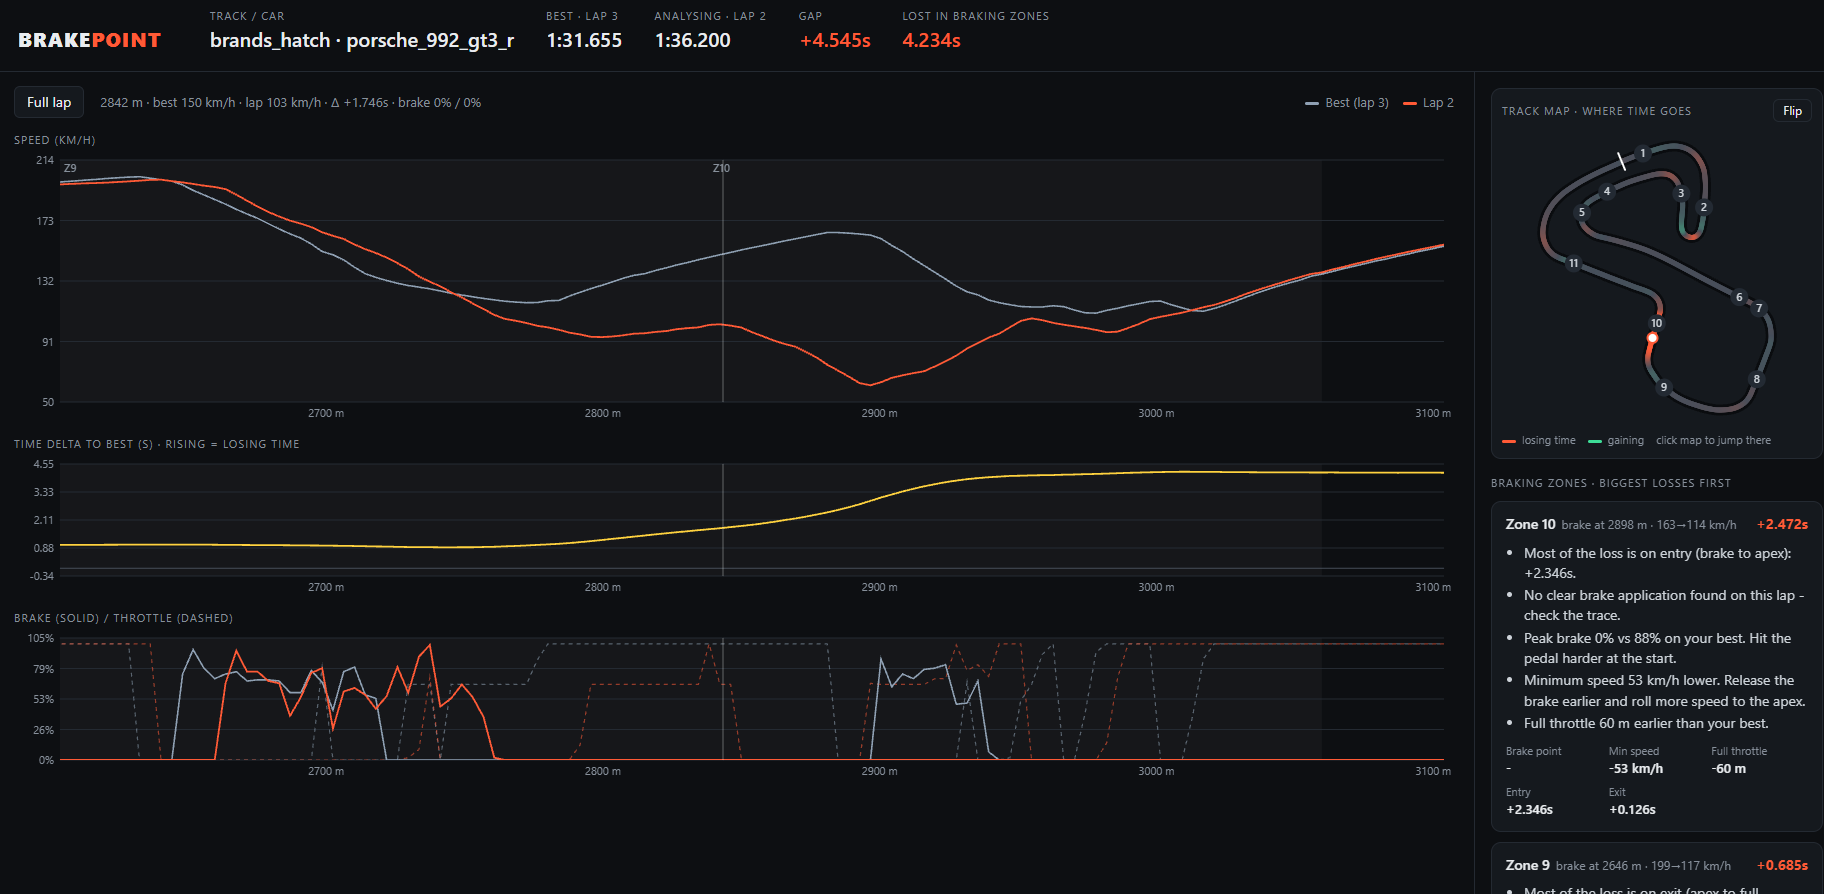 BRAKEPOINT
TRACK / CAR
brands_hatch · porsche_992_gt3_r
BEST · LAP 3
1:31.655
ANALYSING · LAP 2
1:36.200
GAP
+4.545s
LOST IN BRAKING ZONES
4.234s
Full lap
2842 m · best 150 km/h · lap 103 km/h · Δ +1.746s · brake 0% / 0%
Best (lap 3)
Lap 2
SPEED (KM/H)
214
173
132
91
50
Z9
Z10
2700 m
2800 m
2900 m
3000 m
3100 m
TIME DELTA TO BEST (S) · RISING = LOSING TIME
4.55
3.33
2.11
0.88
-0.34
2700 m
2800 m
2900 m
3000 m
3100 m
BRAKE (SOLID) / THROTTLE (DASHED)
105%
79%
53%
26%
0%
2700 m
2800 m
2900 m
3000 m
3100 m
TRACK MAP · WHERE TIME GOES
Flip
1
2
3
4
5
6
7
8
9
10
11
losing time
gaining
click map to jump there
BRAKING ZONES · BIGGEST LOSSES FIRST
Zone 10 brake at 2898 m · 163→114 km/h +2.472s
• Most of the loss is on entry (brake to apex):
+2.346s.
• No clear brake application found on this lap -
check the trace.
• Peak brake 0% vs 88% on your best. Hit the
pedal harder at the start.
• Minimum speed 53 km/h lower. Release the
brake earlier and roll more speed to the apex.
• Full throttle 60 m earlier than your best.
Brake point
-
Min speed
-53 km/h
Full throttle
-60 m
Entry
+2.346s
Exit
+0.126s
Zone 9 brake at 2646 m · 199→117 km/h +0.685s
• Most of the loss is on exit (apex to full